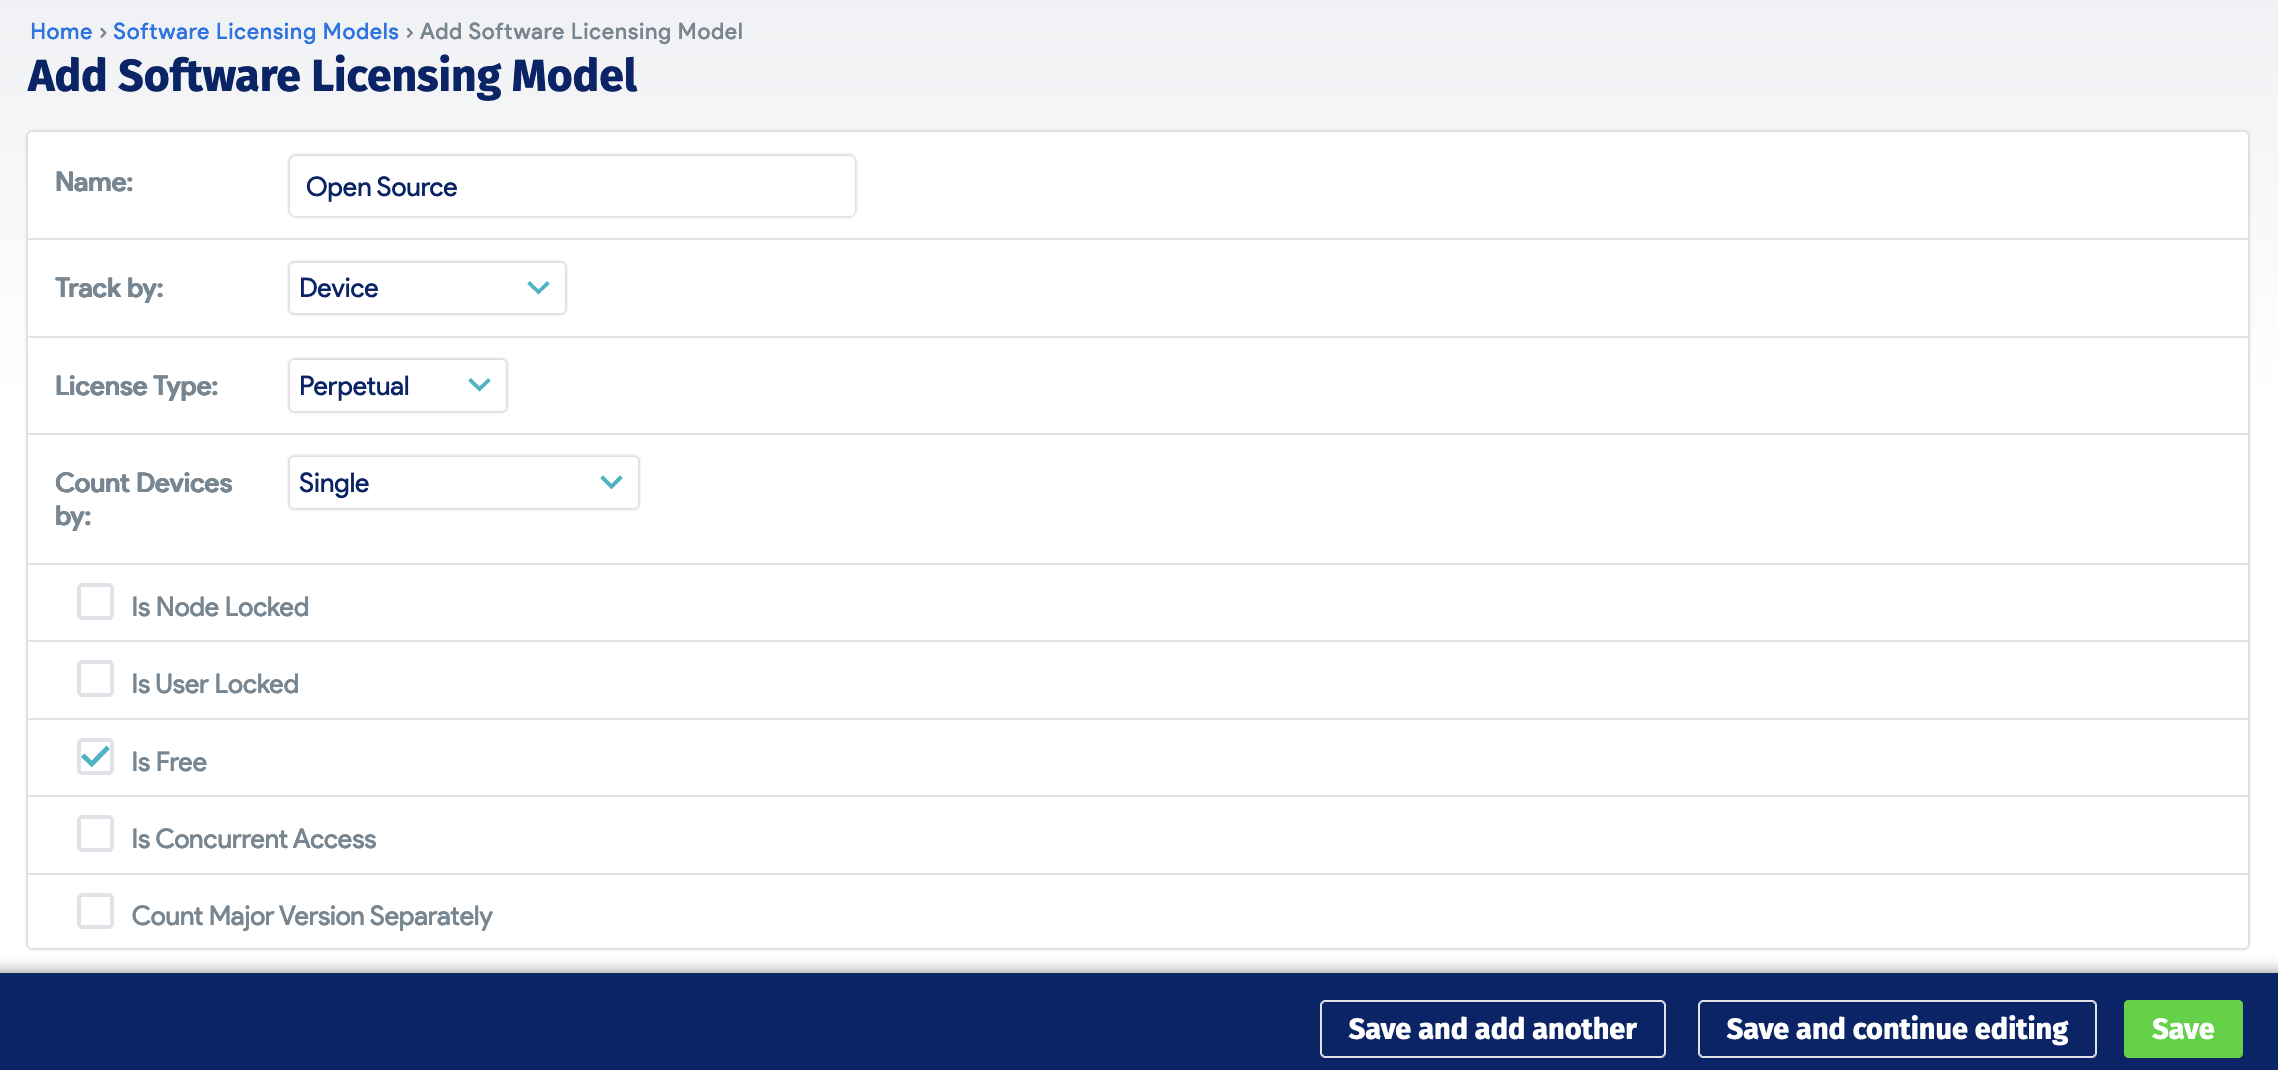 Home › Software Licensing Models › Add Software Licensing Model
Add Software Licensing Model
Name: Open Source
Track by: Device
License Type: Perpetual
Count Devices by: Single
Is Node Locked
Is User Locked
Is Free
Is Concurrent Access
Count Major Version Separately
Save and add another Save and continue editing Save